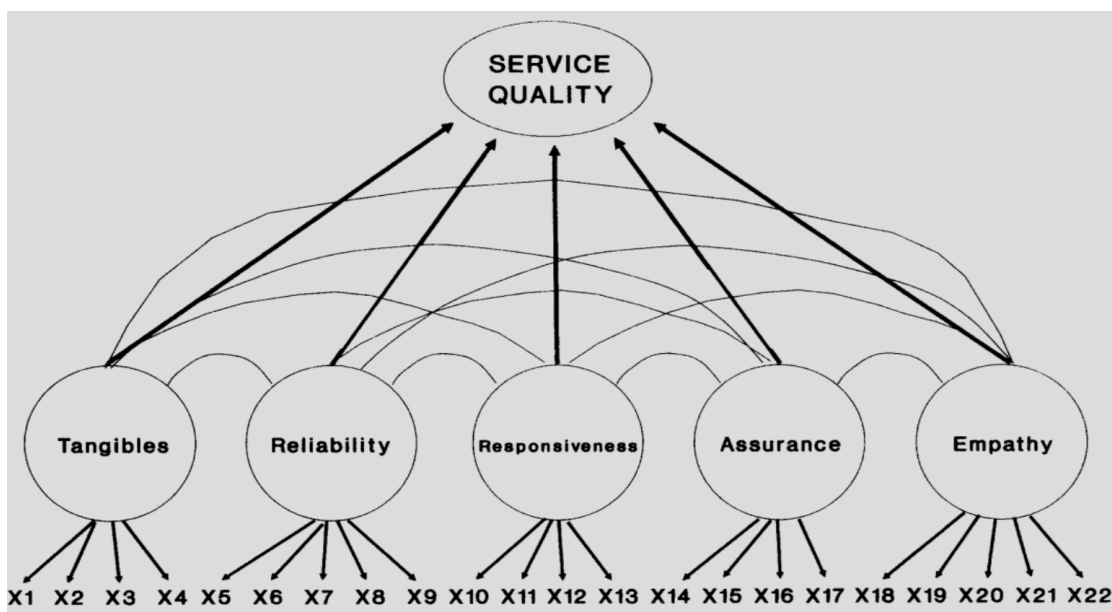 SERVICE
QUALITY
Tangibles Reliability Responsiveness Assurance Empathy
X1 X2 X3 X4 X5 X6 X7 X8 X9 X10 X11 X12 X13 X14 X15 X16 X17 X18 X19 X20 X21 X22